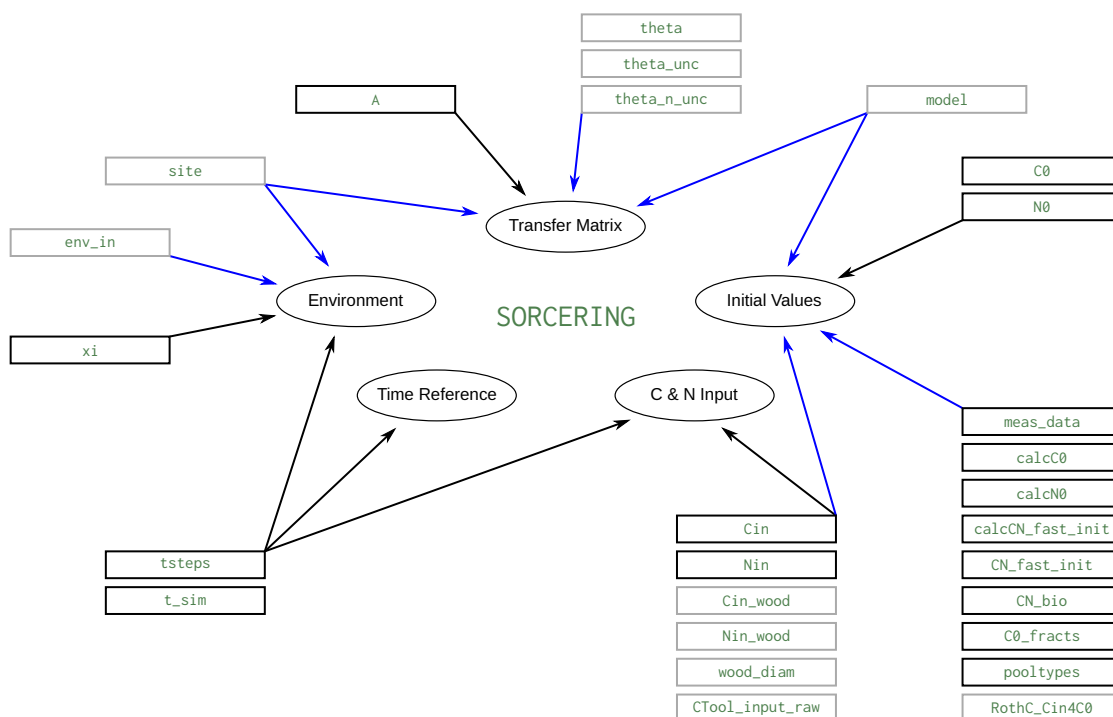 theta
theta_unc
theta_n_unc
A
model
site
C0
N0
Transfer Matrix
env_in
Environment
Initial Values
SORCERING
xi
Time Reference
C & N Input
meas_data
calcC0
calcN0
calcCN_fast_init
CN_fast_init
CN_bio
C0_fracts
pooltypes
RothC_Cin4C0
Cin
Nin
Cin_wood
Nin_wood
wood_diam
CTool_input_raw
tsteps
t_sim